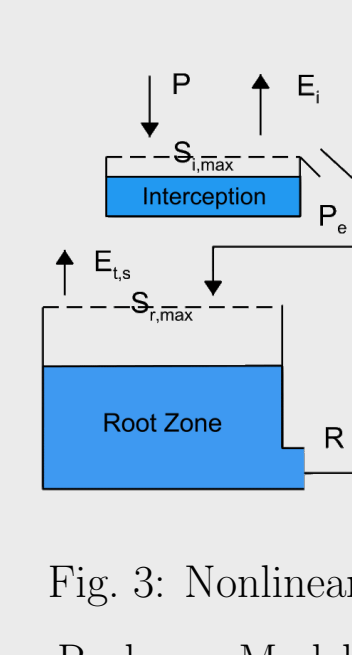 P
E_i
S_i,max
Interception
P_e
E_t,s
S_r,max
Root Zone
R
Fig. 3: Nonlinear